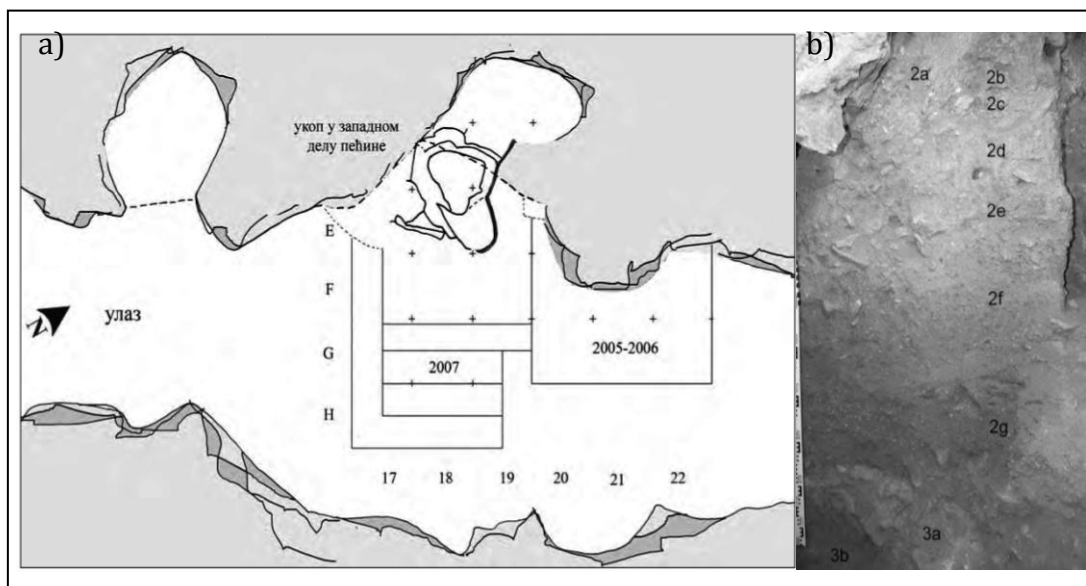 a)
укоп у западном
делу пећине
E
F
G
H
N
улаз
2007
2005-2006
17 18 19 20 21 22
b)
2a
2b
2c
2d
2e
2f
2g
3a
3b